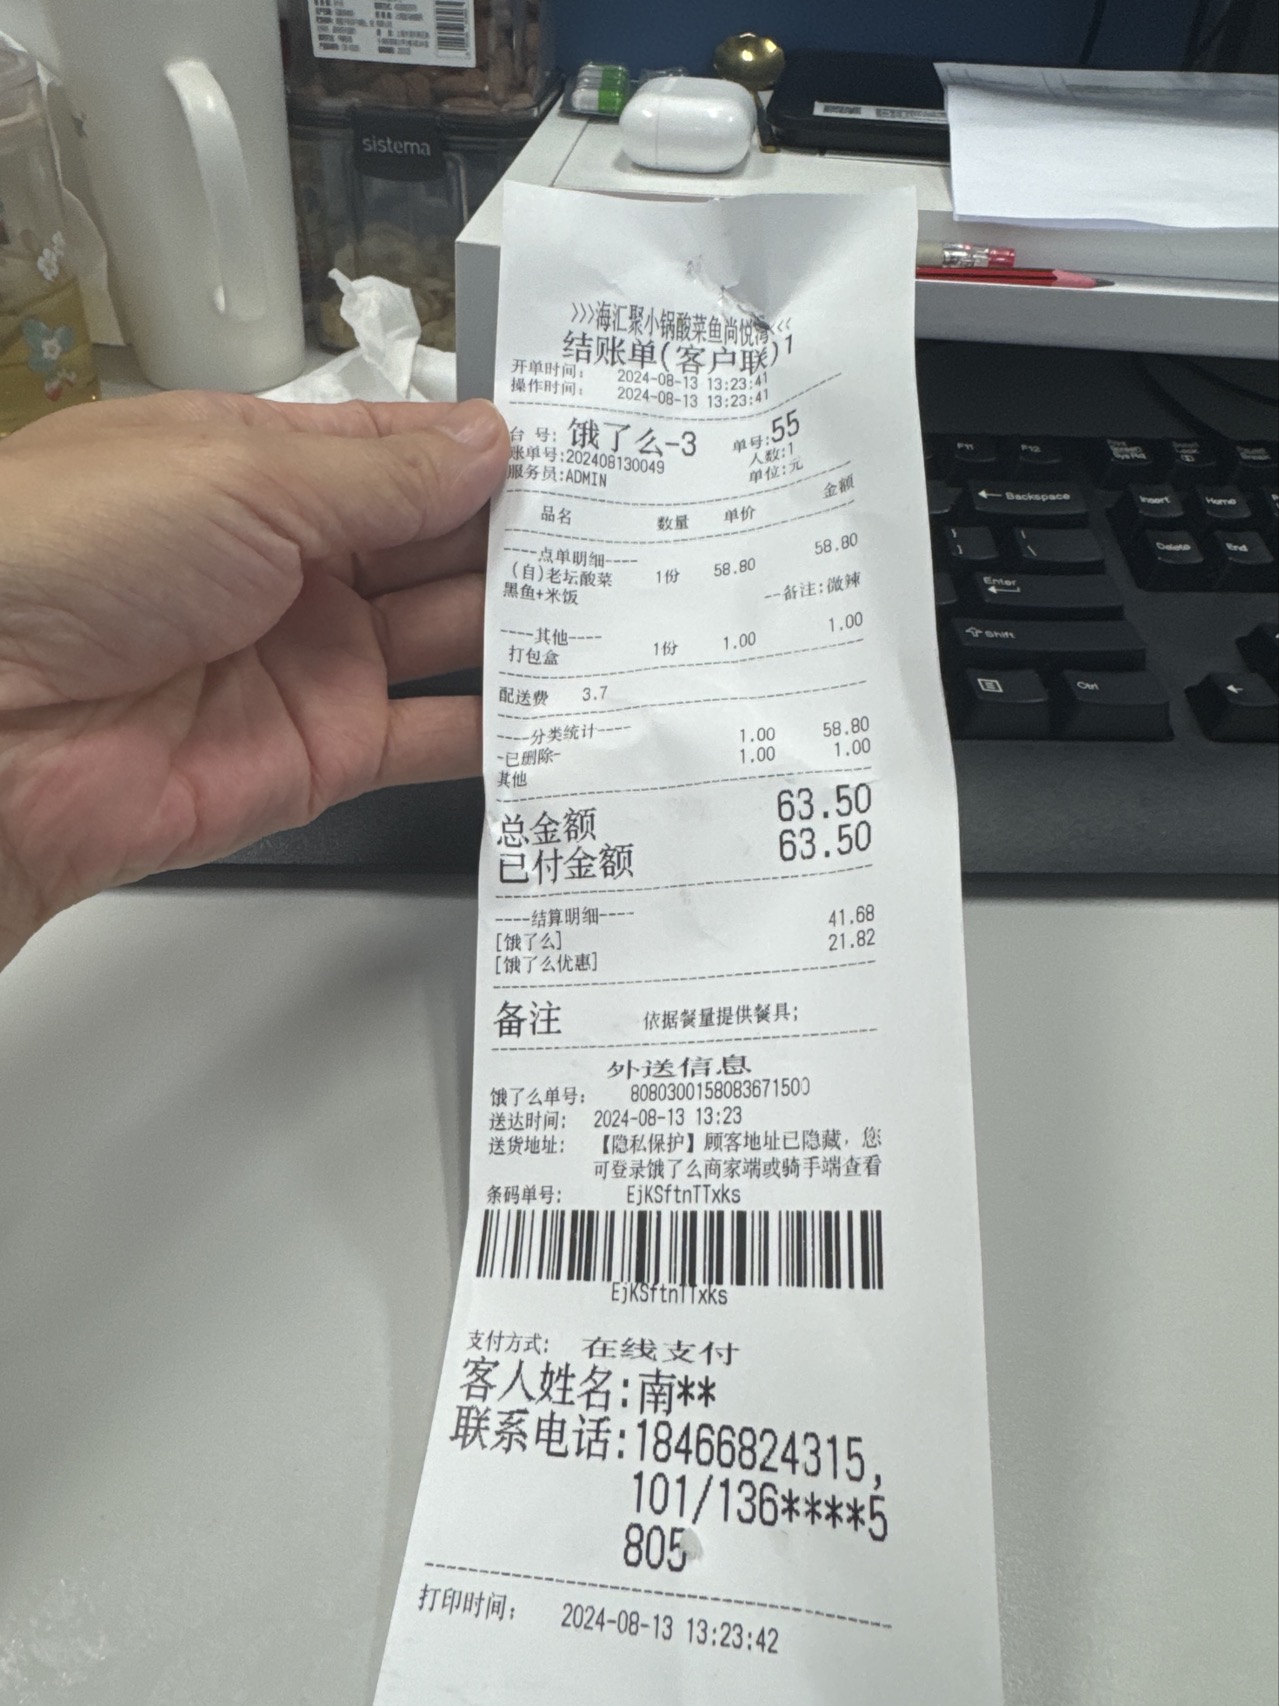 sistema
>>>海汇聚小锅酸菜鱼尚悦湾<<
结账单(客户联)1
开单时间: 2024-08-13 13:23:41
操作时间: 2024-08-13 13:23:41
台 号: 饿了么-3 单号:55
账单号:202408130049 人数:1
服务员:ADMIN 单位:元
品名 数量 单价 金额
----点单明细----
(自)老坛酸菜 1份 58.80 58.80
黑鱼+米饭
--备注:微辣
----其他----
打包盒 1份 1.00 1.00
配送费 3.7
----分类统计----
-已删除- 1.00 58.80
其他 1.00 1.00
总金额 63.50
已付金额 63.50
----结算明细----
[饿了么] 41.68
[饿了么优惠] 21.82
备注 依据餐量提供餐具;
外送信息
饿了么单号: 8080300158083671500
送达时间: 2024-08-13 13:23
送货地址: 【隐私保护】顾客地址已隐藏,您
可登录饿了么商家端或骑手端查看
条码单号: EjKSftnTTxks
EjKSftnTTxks
支付方式: 在线支付
客人姓名:南**
联系电话:18466824315,
101/136****5
805
打印时间: 2024-08-13 13:23:42
F11
F12
Backspace
Insert
Home
Delete
End
Enter
Shift
Ctrl